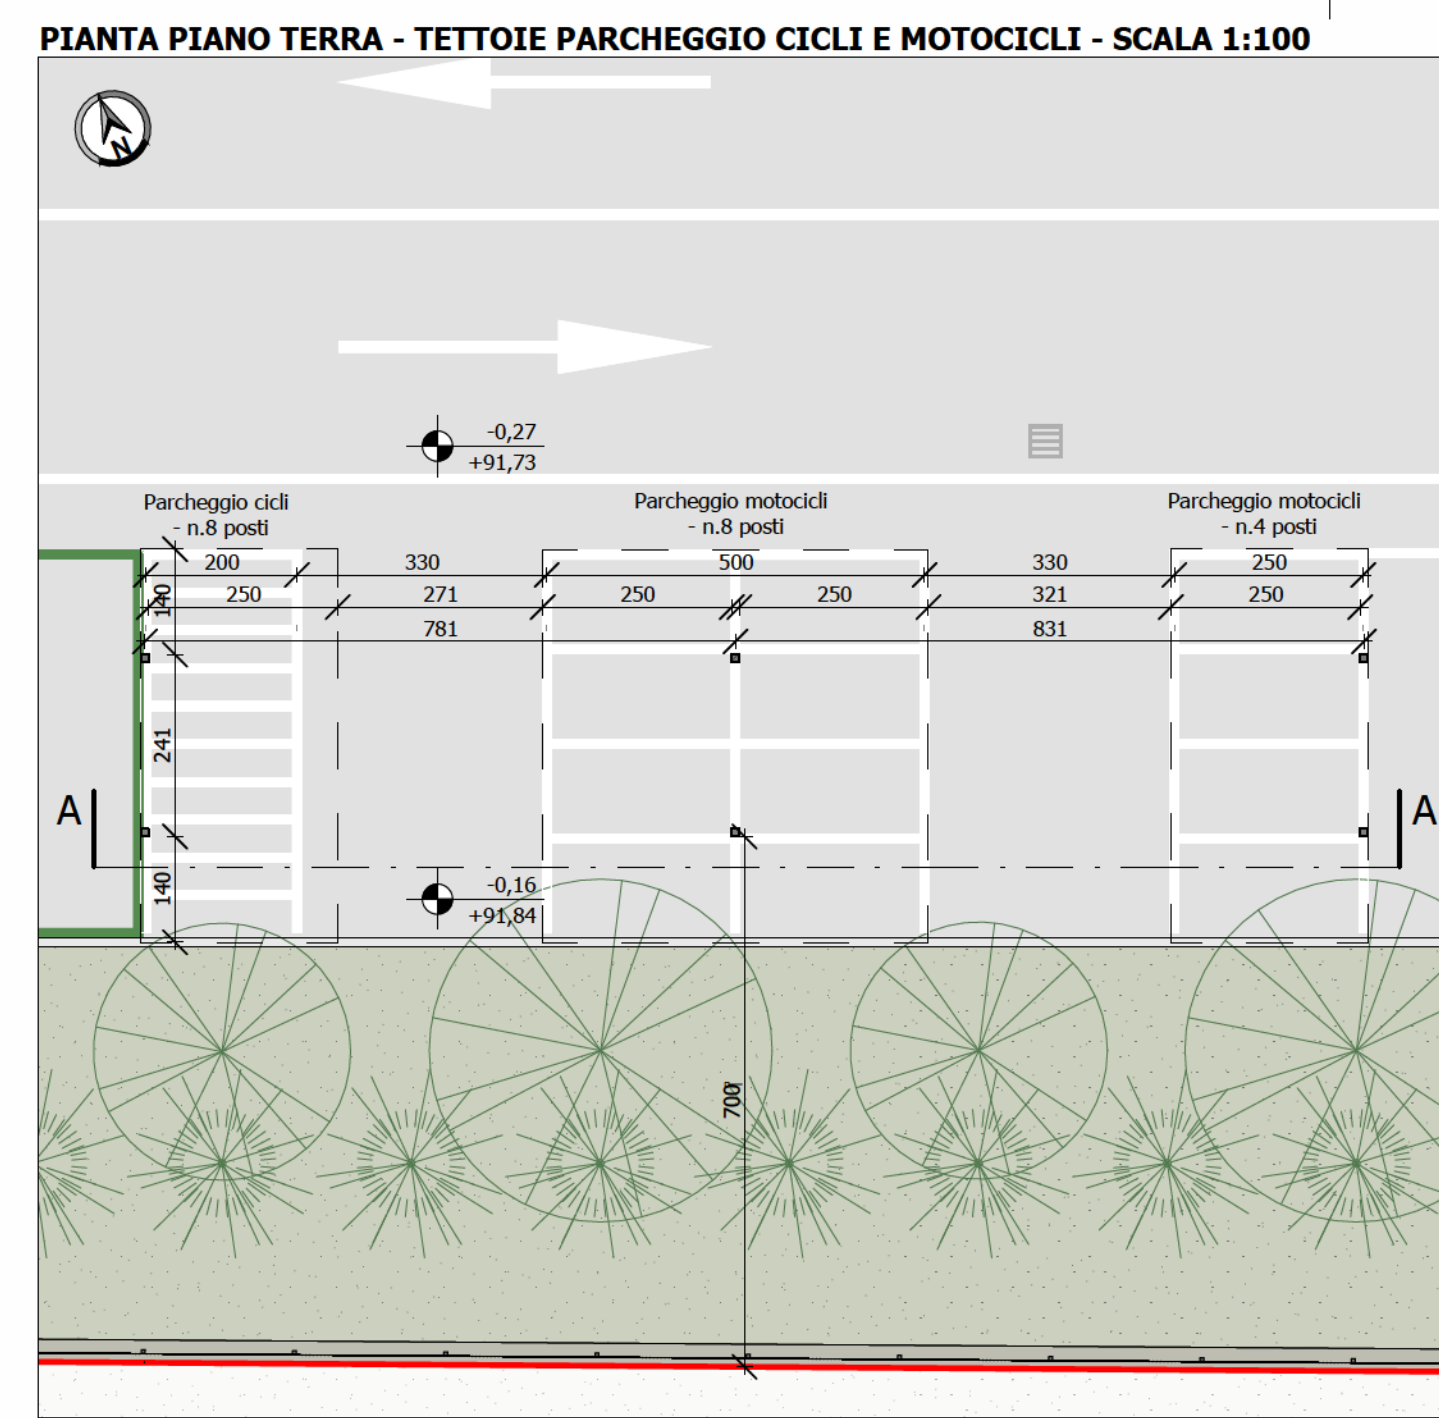 PIANTA PIANO TERRA - TETTOIE PARCHEGGIO CICLI E MOTOCICLI - SCALA 1:100
N
-0,27
+91,73
Parcheggio cicli
- n.8 posti
Parcheggio motocicli
- n.8 posti
Parcheggio motocicli
- n.4 posti
200 330 500 330 250
140 250 271 250 250 321 250
781 831
241
A A
140
-0,16
+91,84
700